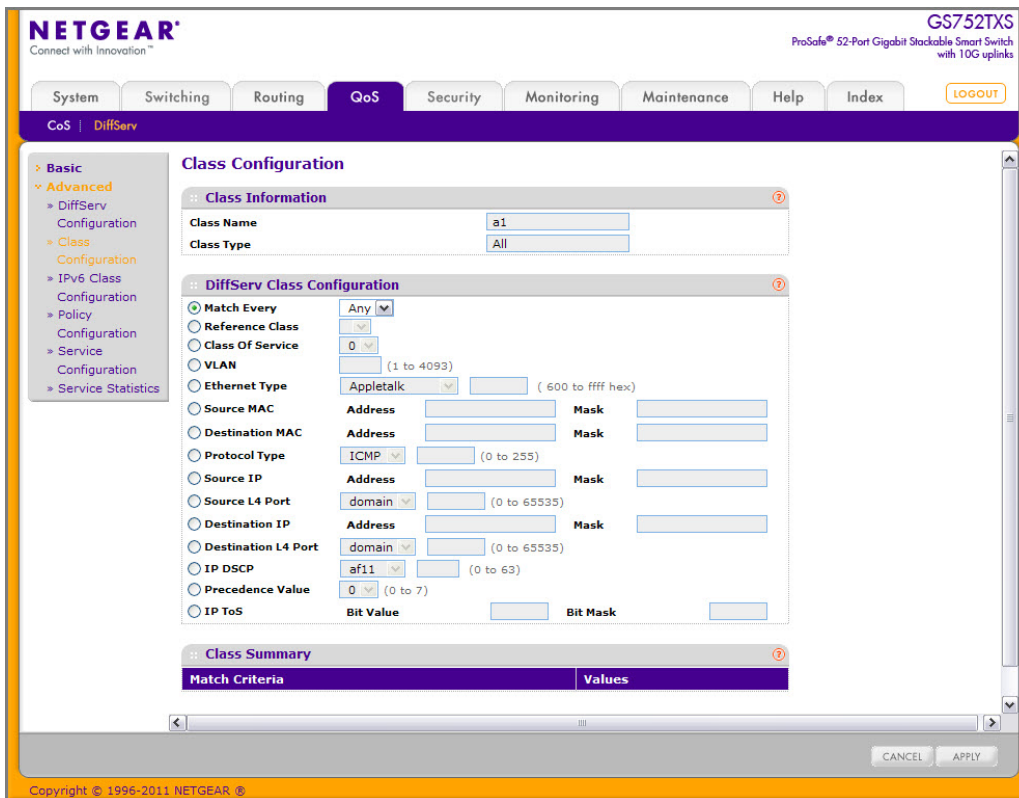 NETGEAR®
Connect with Innovation™
GS752TXS
ProSafe® 52-Port Gigabit Stackable Smart Switch
with 10G uplinks
System Switching Routing QoS Security Monitoring Maintenance Help Index LOGOUT
CoS | DiffServ
Basic
Advanced
» DiffServ
Configuration
» Class
Configuration
» IPv6 Class
Configuration
» Policy
Configuration
» Service
Configuration
» Service Statistics
Class Configuration
Class Information ?
Class Name a1
Class Type All
DiffServ Class Configuration ?
Match Every Any
Reference Class
Class Of Service 0
VLAN (1 to 4093)
Ethernet Type Appletalk ( 600 to ffff hex)
Source MAC Address Mask
Destination MAC Address Mask
Protocol Type ICMP (0 to 255)
Source IP Address Mask
Source L4 Port domain (0 to 65535)
Destination IP Address Mask
Destination L4 Port domain (0 to 65535)
IP DSCP af11 (0 to 63)
Precedence Value 0 (0 to 7)
IP ToS Bit Value Bit Mask
Class Summary ?
Match Criteria Values
CANCEL APPLY
Copyright © 1996-2011 NETGEAR ®